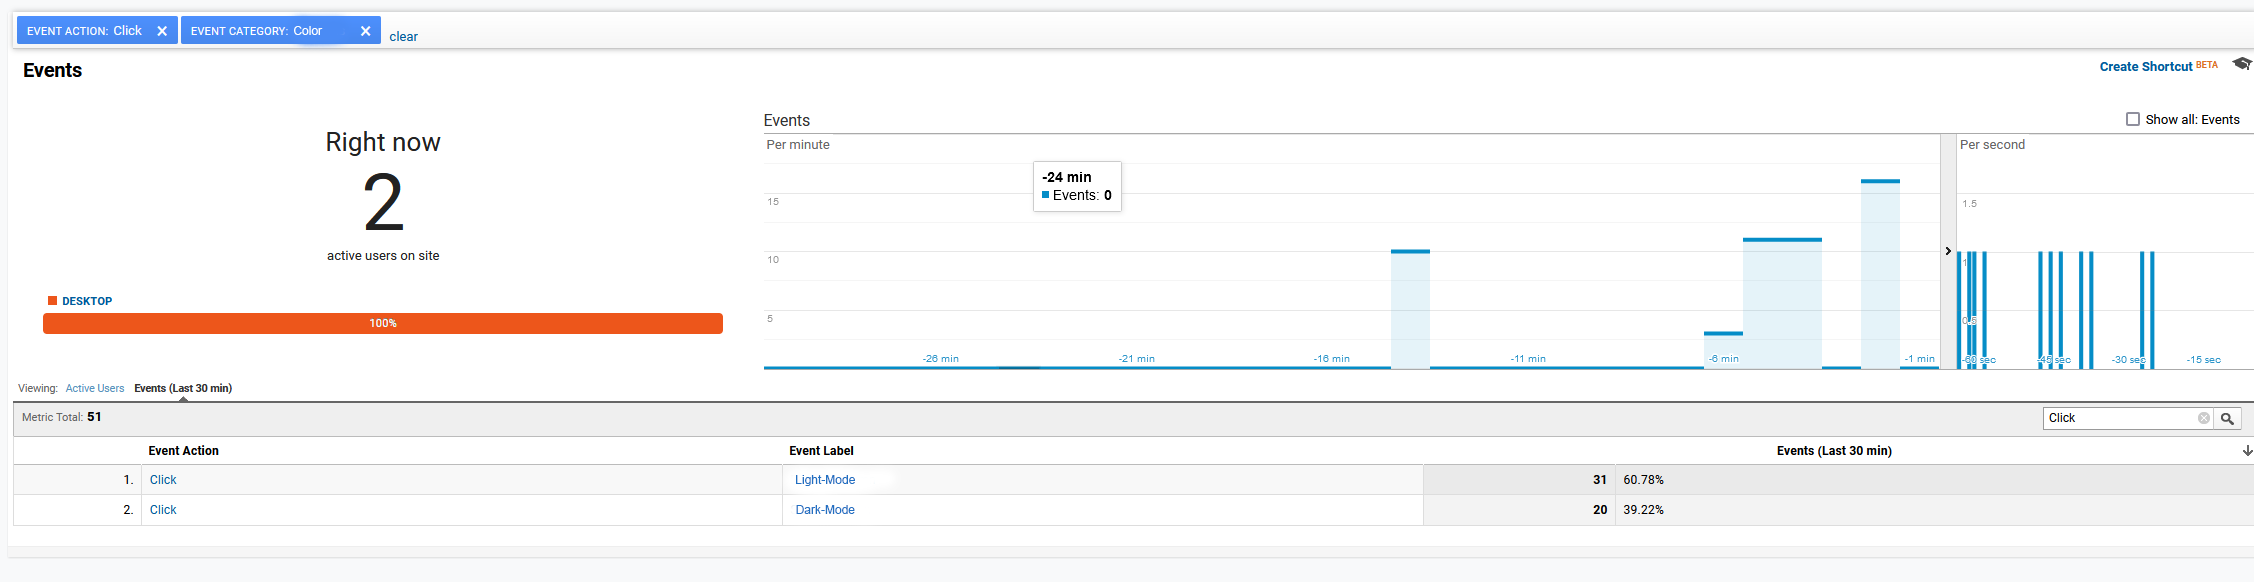 EVENT ACTION: Click × EVENT CATEGORY: Color × clear
Events
Create Shortcut BETA
Right now
2
active users on site
DESKTOP
100%
Events
Show all: Events
Per minute
Per second
-24 min
Events: 0
15
10
5
-26 min -21 min -16 min -11 min -6 min -1 min
1.5
1
0.5
-60 sec -45 sec -30 sec -15 sec
Viewing: Active Users Events (Last 30 min)
Metric Total: 51
Click
Event Action Event Label Events (Last 30 min)
1. Click Light-Mode 31 60.78%
2. Click Dark-Mode 20 39.22%